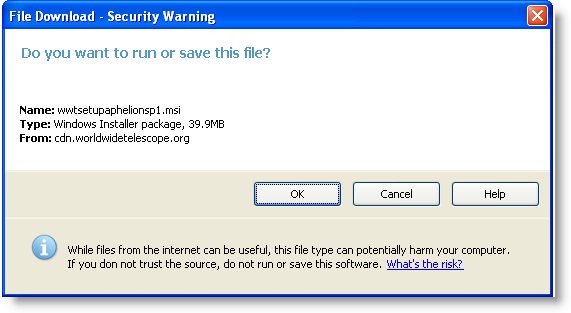 File Download - Security Warning
Do you want to run or save this file?
Name: wwtsetupaphelionsp1.msi
Type: Windows Installer package, 39.9MB
From: cdn.worldwidetelescope.org
OK Cancel Help
While files from the internet can be useful, this file type can potentially harm your computer.
If you don not trust the source, do not run or save this software. What's the risk?